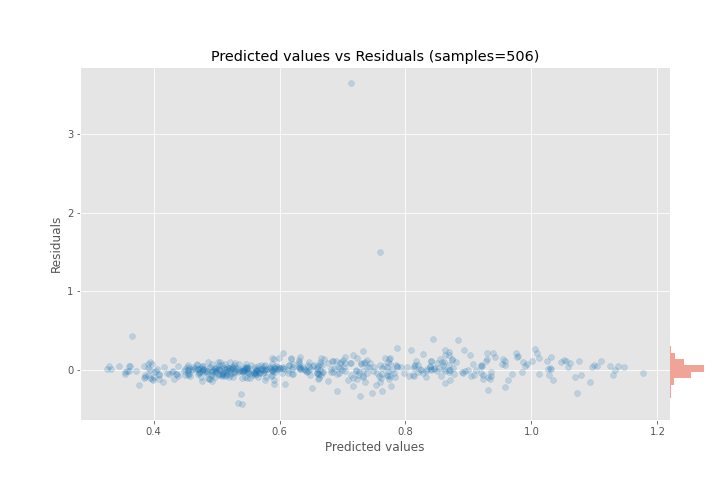 Predicted values vs Residuals (samples=506)
3
2
1
0
Residuals
0.4 0.6 0.8 1.0 1.2
Predicted values